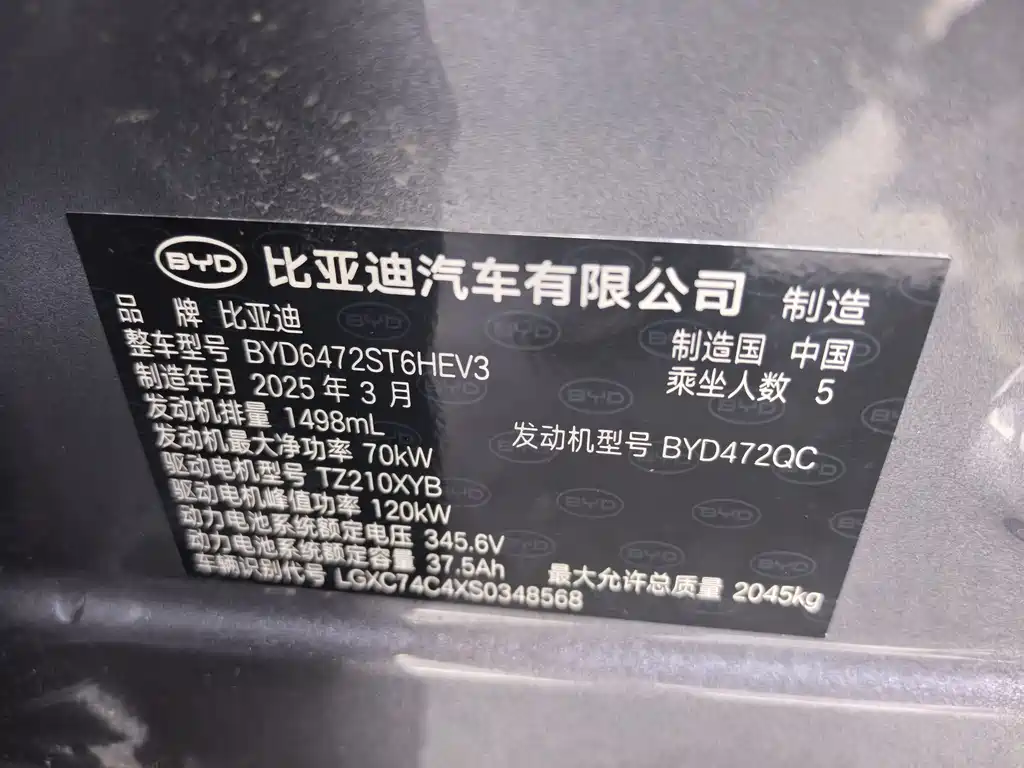 BYD 比亚迪汽车有限公司 制造
品牌 比亚迪 制造国 中国
整车型号 BYD6472ST6HEV3 乘坐人数 5
制造年月 2025年3月
发动机排量 1498mL 发动机型号 BYD472QC
发动机最大净功率 70kW
驱动电机型号 TZ210XYB
驱动电机峰值功率 120kW
动力电池系统额定电压 345.6V
动力电池系统额定容量 37.5Ah 最大允许总质量 2045kg
车辆识别代号 LGXC74C4XS0348568